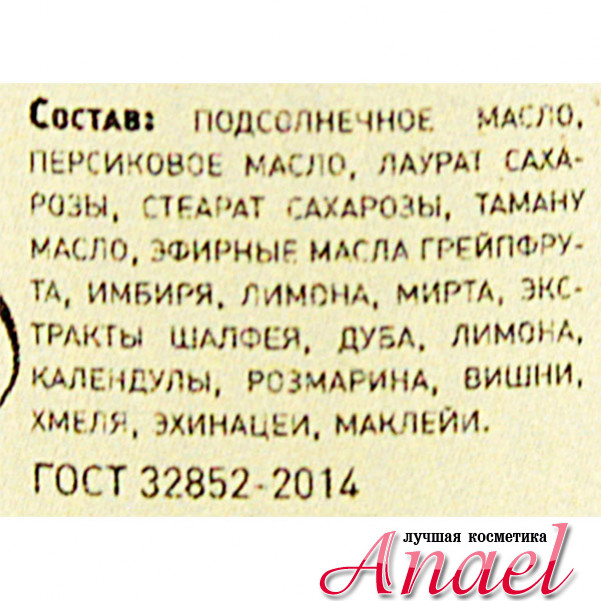 Состав: подсолнечное масло,
персиковое масло, лаурат саха-
розы, стеарат сахарозы, таману
масло, эфирные масла грейпфру-
та, имбиря, лимона, мирта, экс-
тракты шалфея, дуба, лимона,
календулы, розмарина, вишни,
хмеля, эхинацеи, маклейи.
ГОСТ 32852-2014
лучшая косметика
Anael